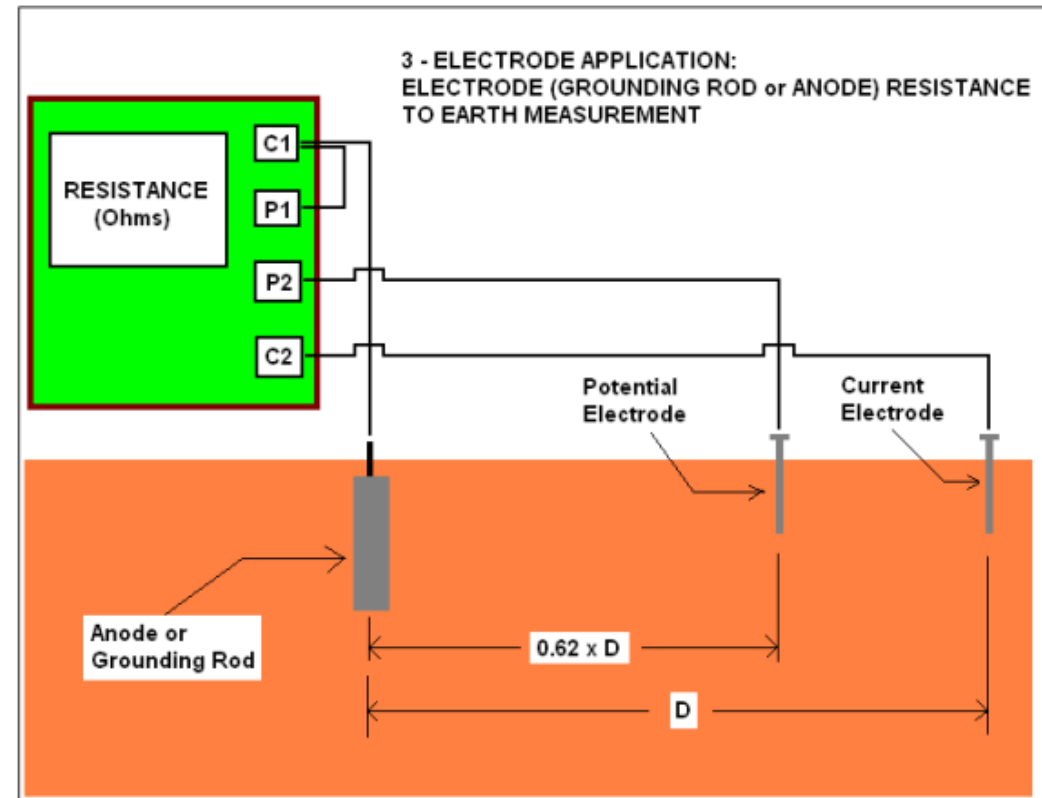 3 - ELECTRODE APPLICATION:
ELECTRODE (GROUNDING ROD or ANODE) RESISTANCE
TO EARTH MEASUREMENT
C1
RESISTANCE
(Ohms)
P1
P2
C2
Potential
Electrode
Current
Electrode
Anode or
Grounding Rod
0.62 x D
D